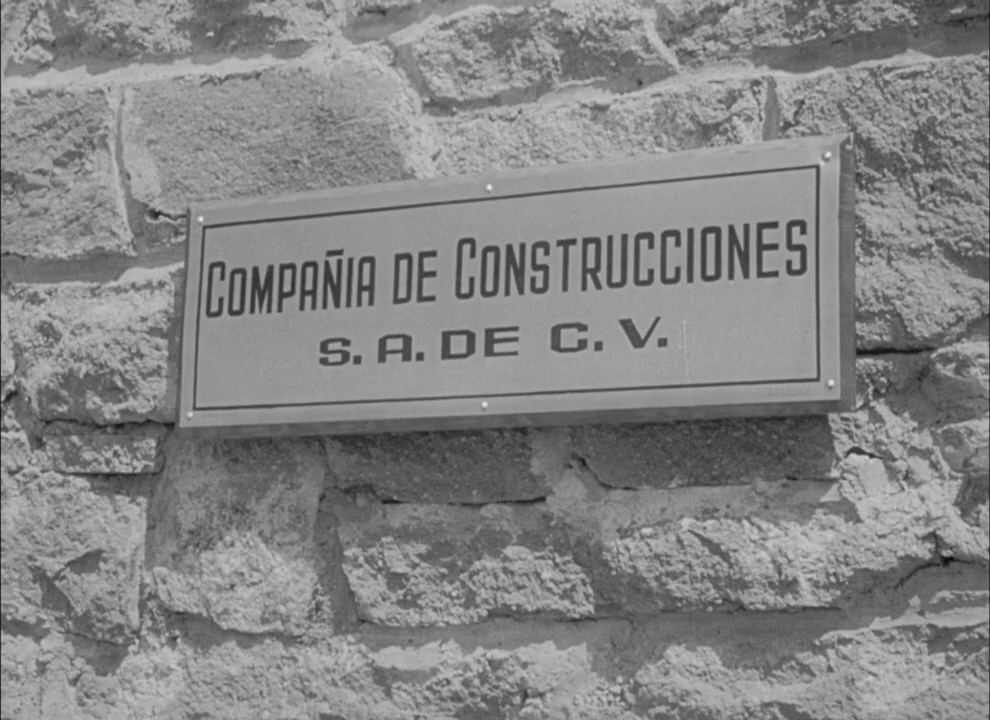 COMPAÑIA DE CONSTRUCCIONES
S. A. DE C. V.